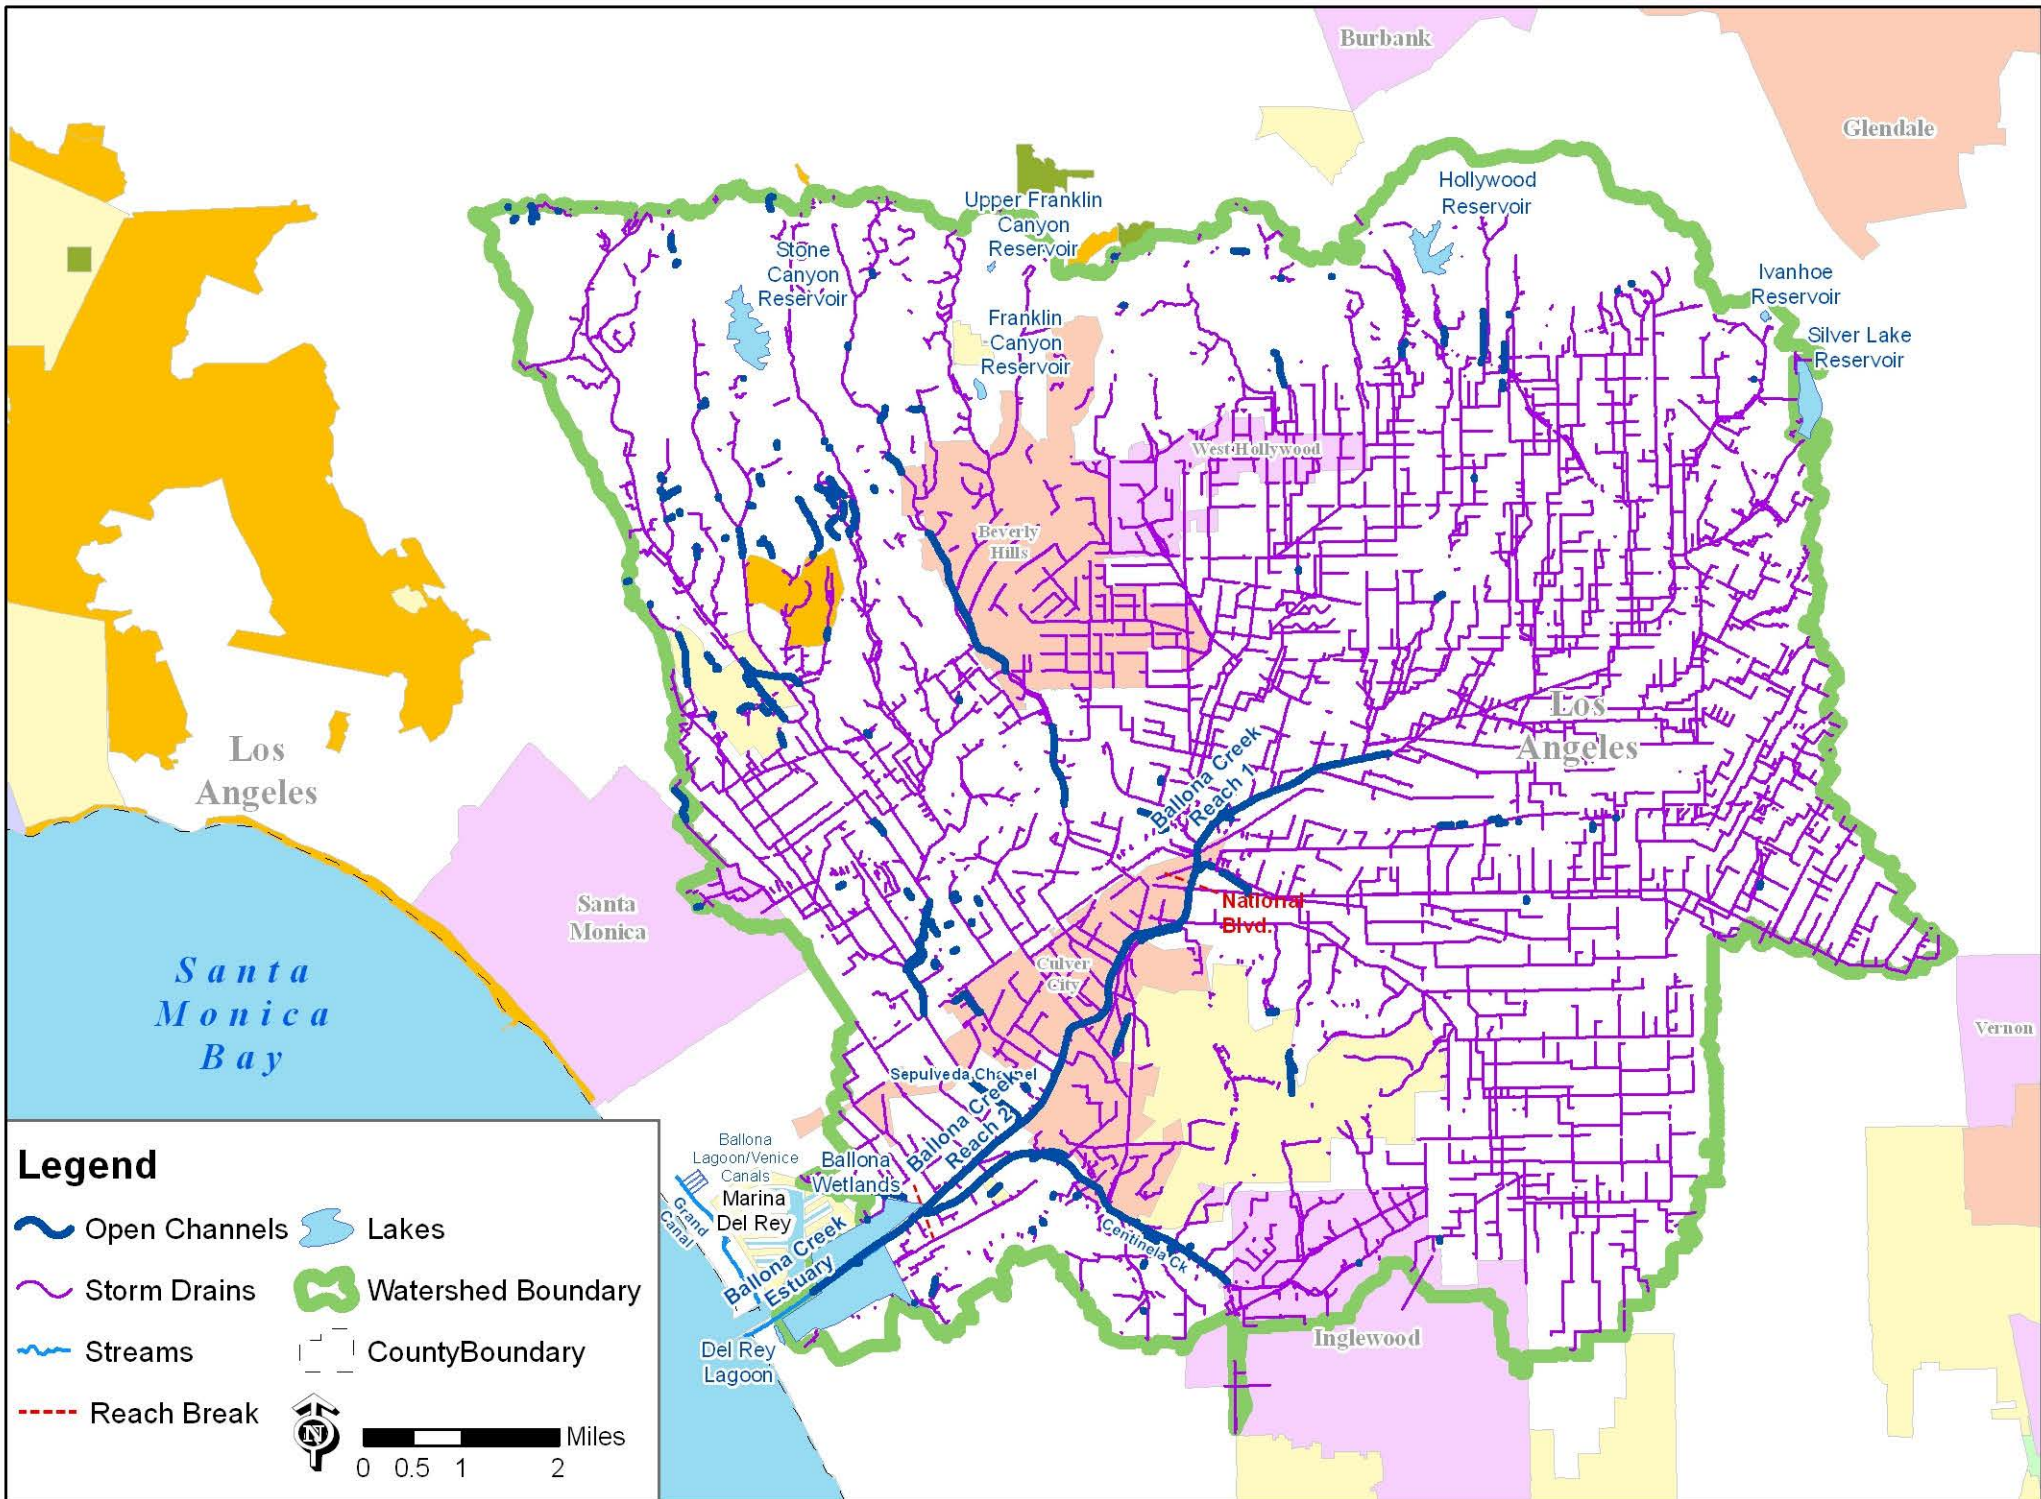 Burbank
Glendale
Hollywood
Reservoir
Upper Franklin
Canyon
Reservoir
Stone
Canyon
Reservoir
Ivanhoe
Reservoir
Franklin
Canyon
Reservoir
Silver Lake
Reservoir
West Hollywood
Beverly
Hills
Los
Angeles
Los
Angeles
Ballona Creek
Reach 1
National
Blvd.
Santa
Monica
Culver
City
Santa
Monica
Bay
Vernon
Sepulveda Channel
Ballona Creek
Reach 2
Ballona
Lagoon/Venice
Canals
Ballona
Wetlands
Marina
Del Rey
Grand
Canal
Ballona Creek
Estuary
Centinela Ck
Del Rey
Lagoon
Inglewood
Legend
Open Channels
Lakes
Storm Drains
Watershed Boundary
Streams
CountyBoundary
Reach Break
N
Miles
0 0.5 1 2